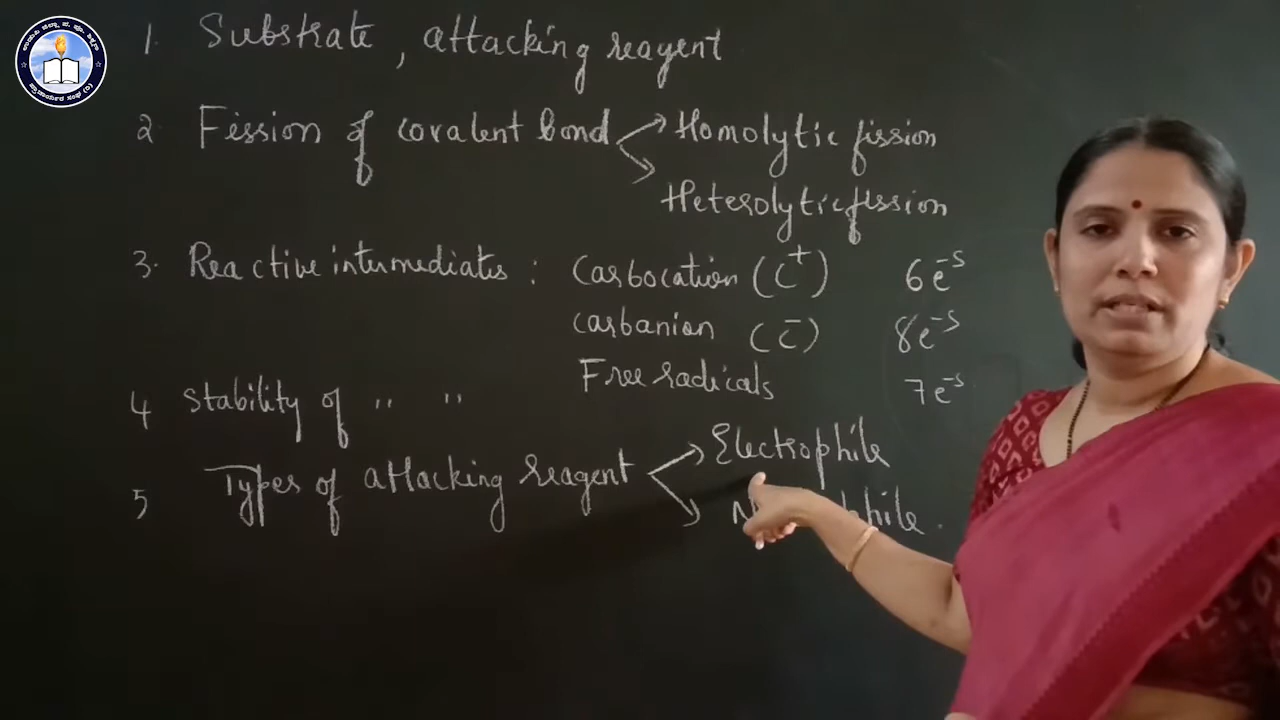 1. Substrate, attacking reagent
2. Fission of covalent bond Homolytic fission
Heterolytic fission
3. Reactive intermediates : Carbocation (C⁺) 6e⁻ˢ
Carbanion (C̄) 8e⁻ˢ
Free radicals 7e⁻ˢ
4 Stability of " "
5 Types of attacking reagent Electrophile